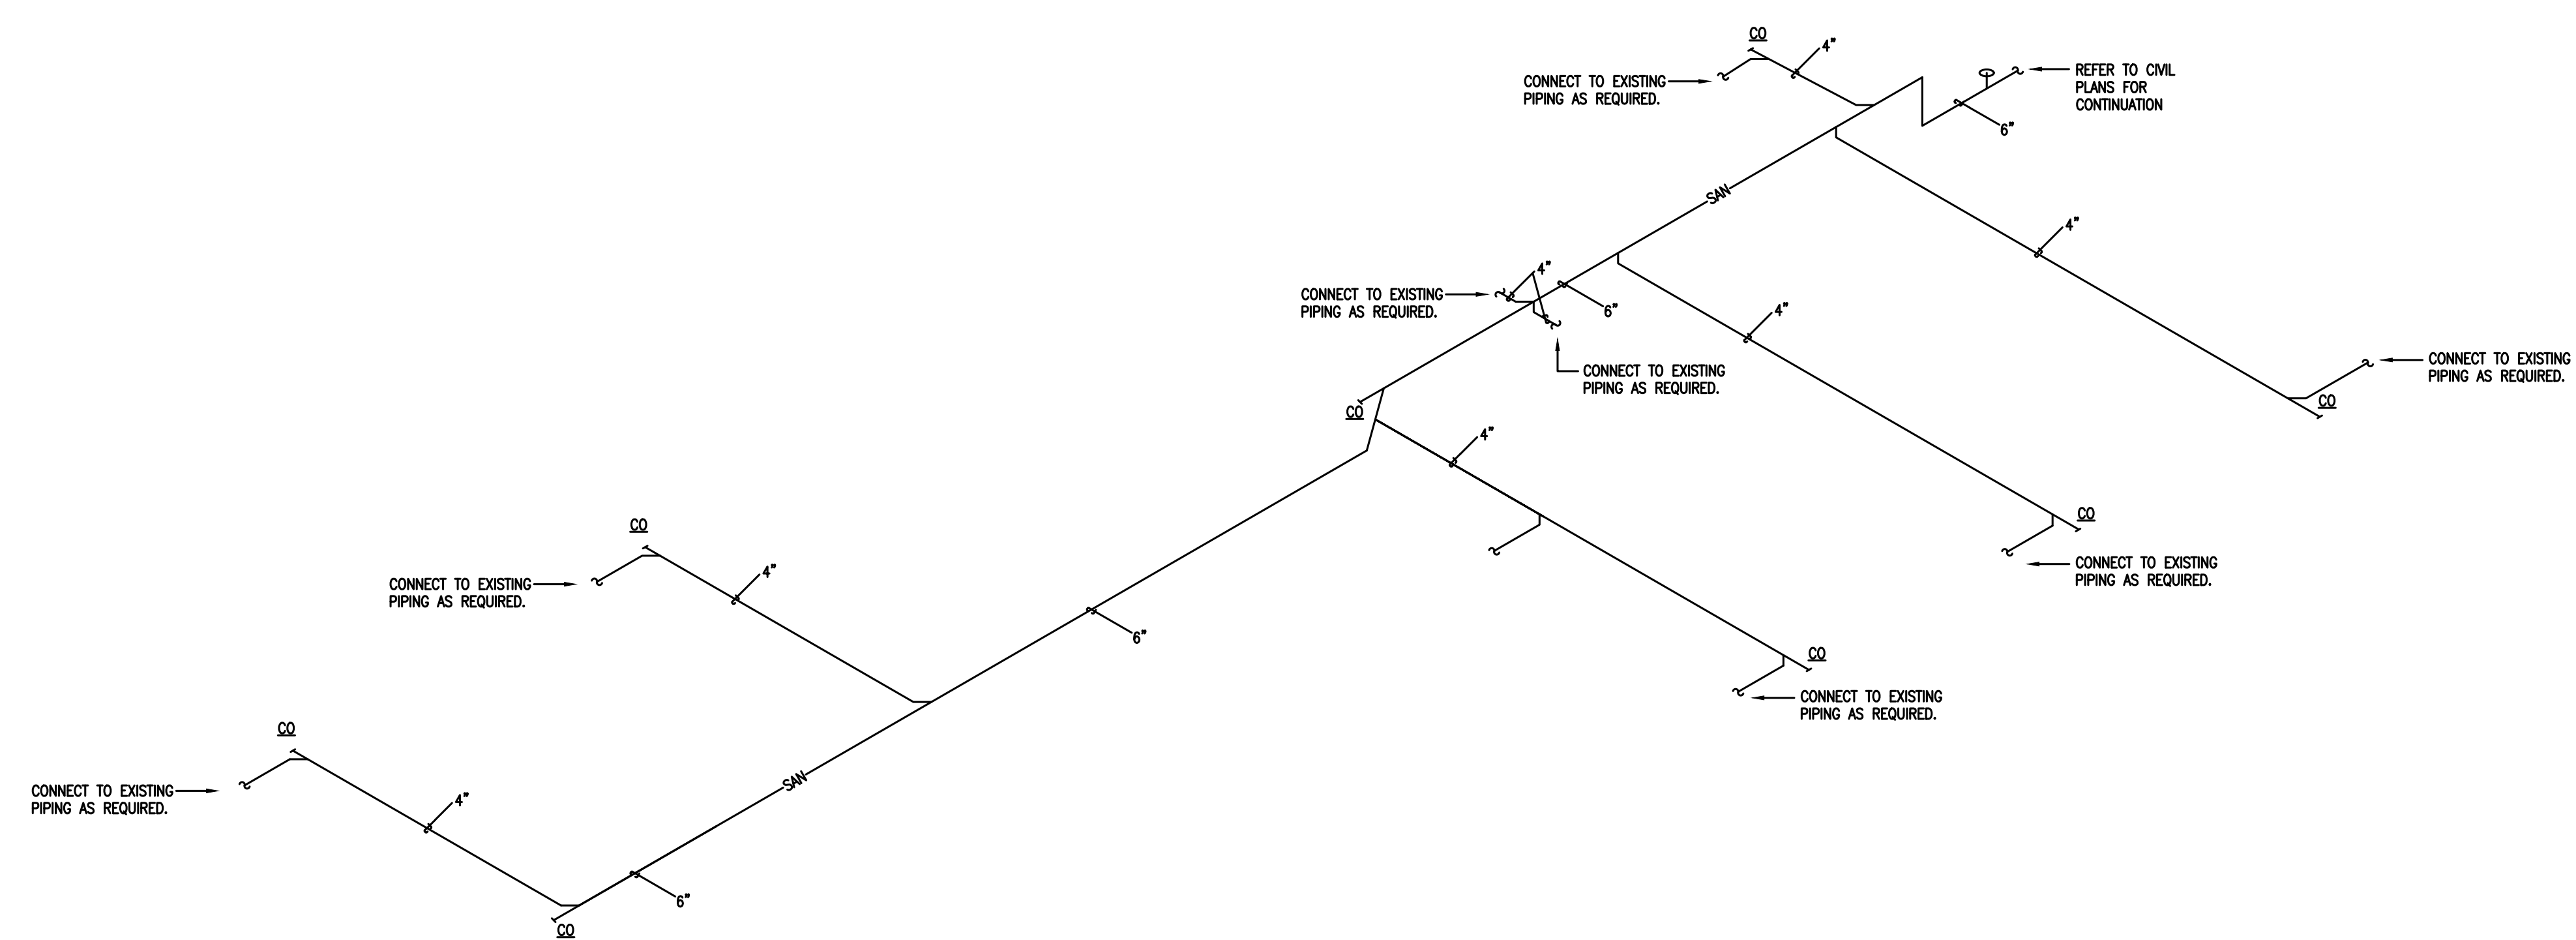 CO
4"
CONNECT TO EXISTING
PIPING AS REQUIRED.
REFER TO CIVIL
PLANS FOR
CONTINUATION
6"
SAN
4"
4"
CONNECT TO EXISTING
PIPING AS REQUIRED.
6"
4"
CONNECT TO EXISTING
PIPING AS REQUIRED.
CONNECT TO EXISTING
PIPING AS REQUIRED.
CO
CO
4"
CO
CONNECT TO EXISTING
PIPING AS REQUIRED.
CO
4"
CONNECT TO EXISTING
PIPING AS REQUIRED.
6"
CO
CONNECT TO EXISTING
PIPING AS REQUIRED.
CO
SAN
CONNECT TO EXISTING
PIPING AS REQUIRED.
4"
6"
CO